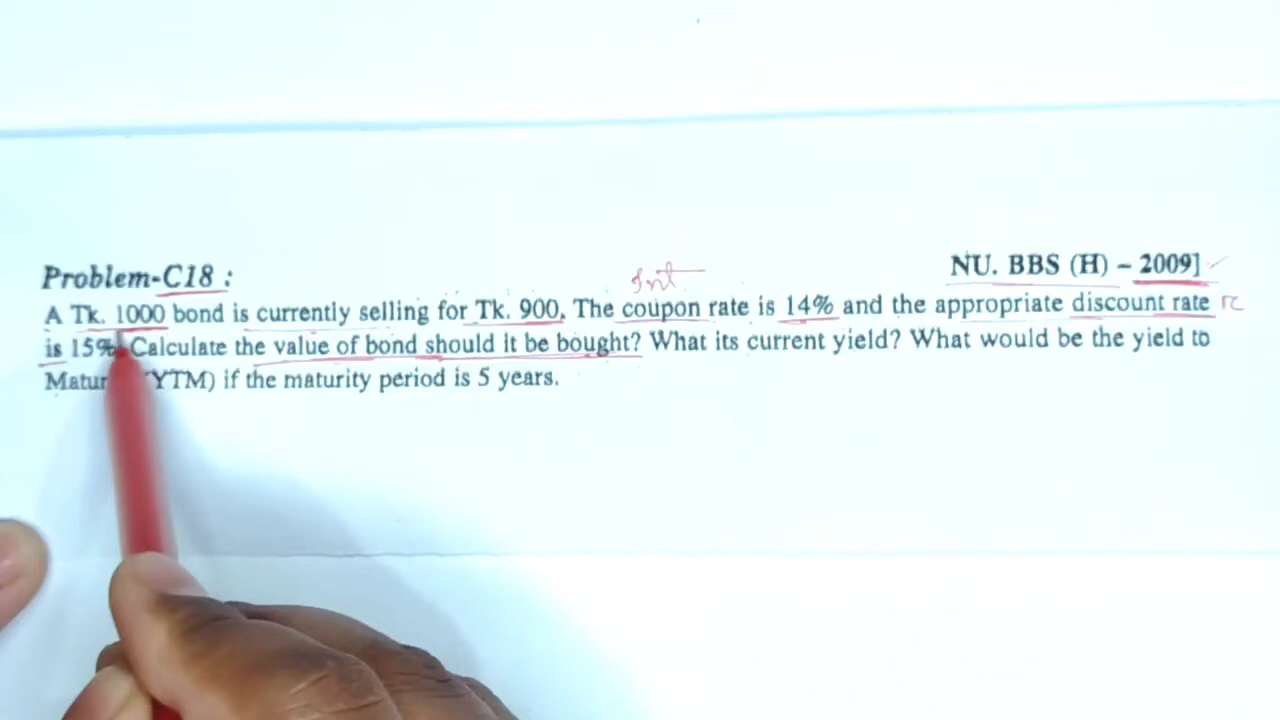 Problem-C18 : NU. BBS (H) – 2009]
Int
A Tk. 1000 bond is currently selling for Tk. 900. The coupon rate is 14% and the appropriate discount rate
is 15%. Calculate the value of bond should it be bought? What its current yield? What would be the yield to
(YTM) if the maturity period is 5 years.